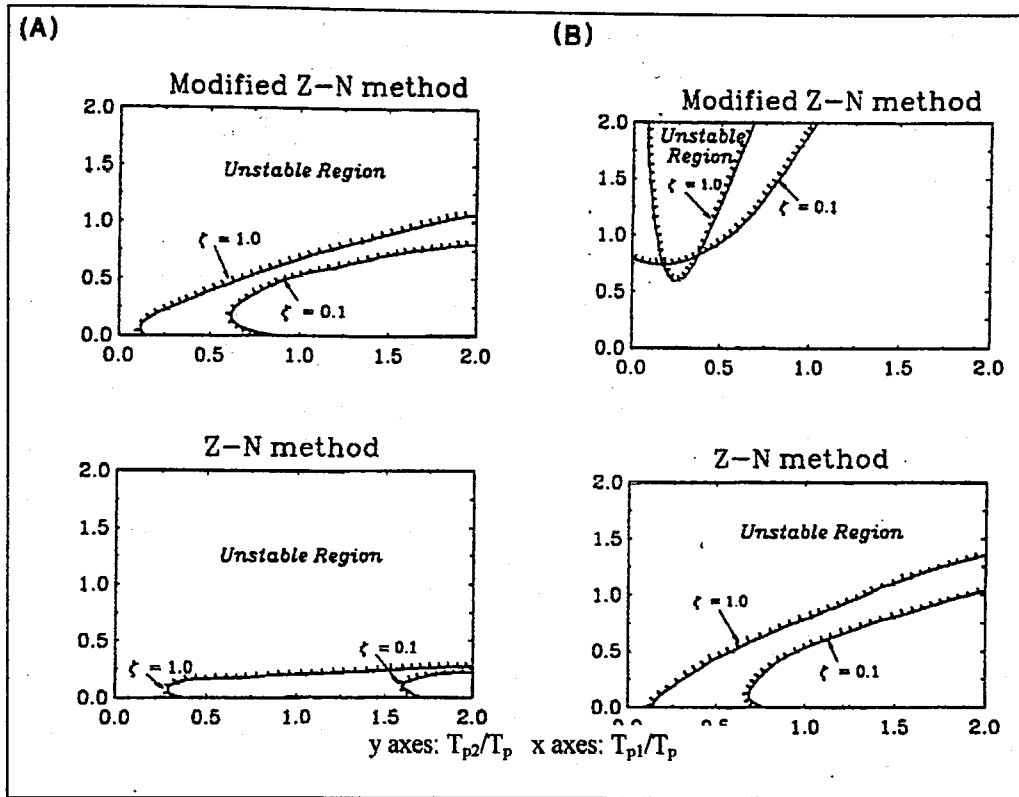 (A)
Modified Z-N method
2.0
1.5
1.0
0.5
0.0
Unstable Region
ζ = 1.0
ζ = 0.1
0.0 0.5 1.0 1.5 2.0
Z-N method
2.0
1.5
1.0
0.5
0.0
Unstable Region
ζ = 1.0
ζ = 0.1
0.0 0.5 1.0 1.5 2.0
(B)
Modified Z-N method
2.0
1.5
1.0
0.5
0.0
Unstable
Region
ζ = 1.0
ζ = 0.1
0.0 0.5 1.0 1.5 2.0
Z-N method
2.0
1.5
1.0
0.5
0.0
Unstable Region
ζ = 1.0
ζ = 0.1
0.0 1.0 1.5 2.0
y axes: Tp2/Tp x axes: Tp1/Tp